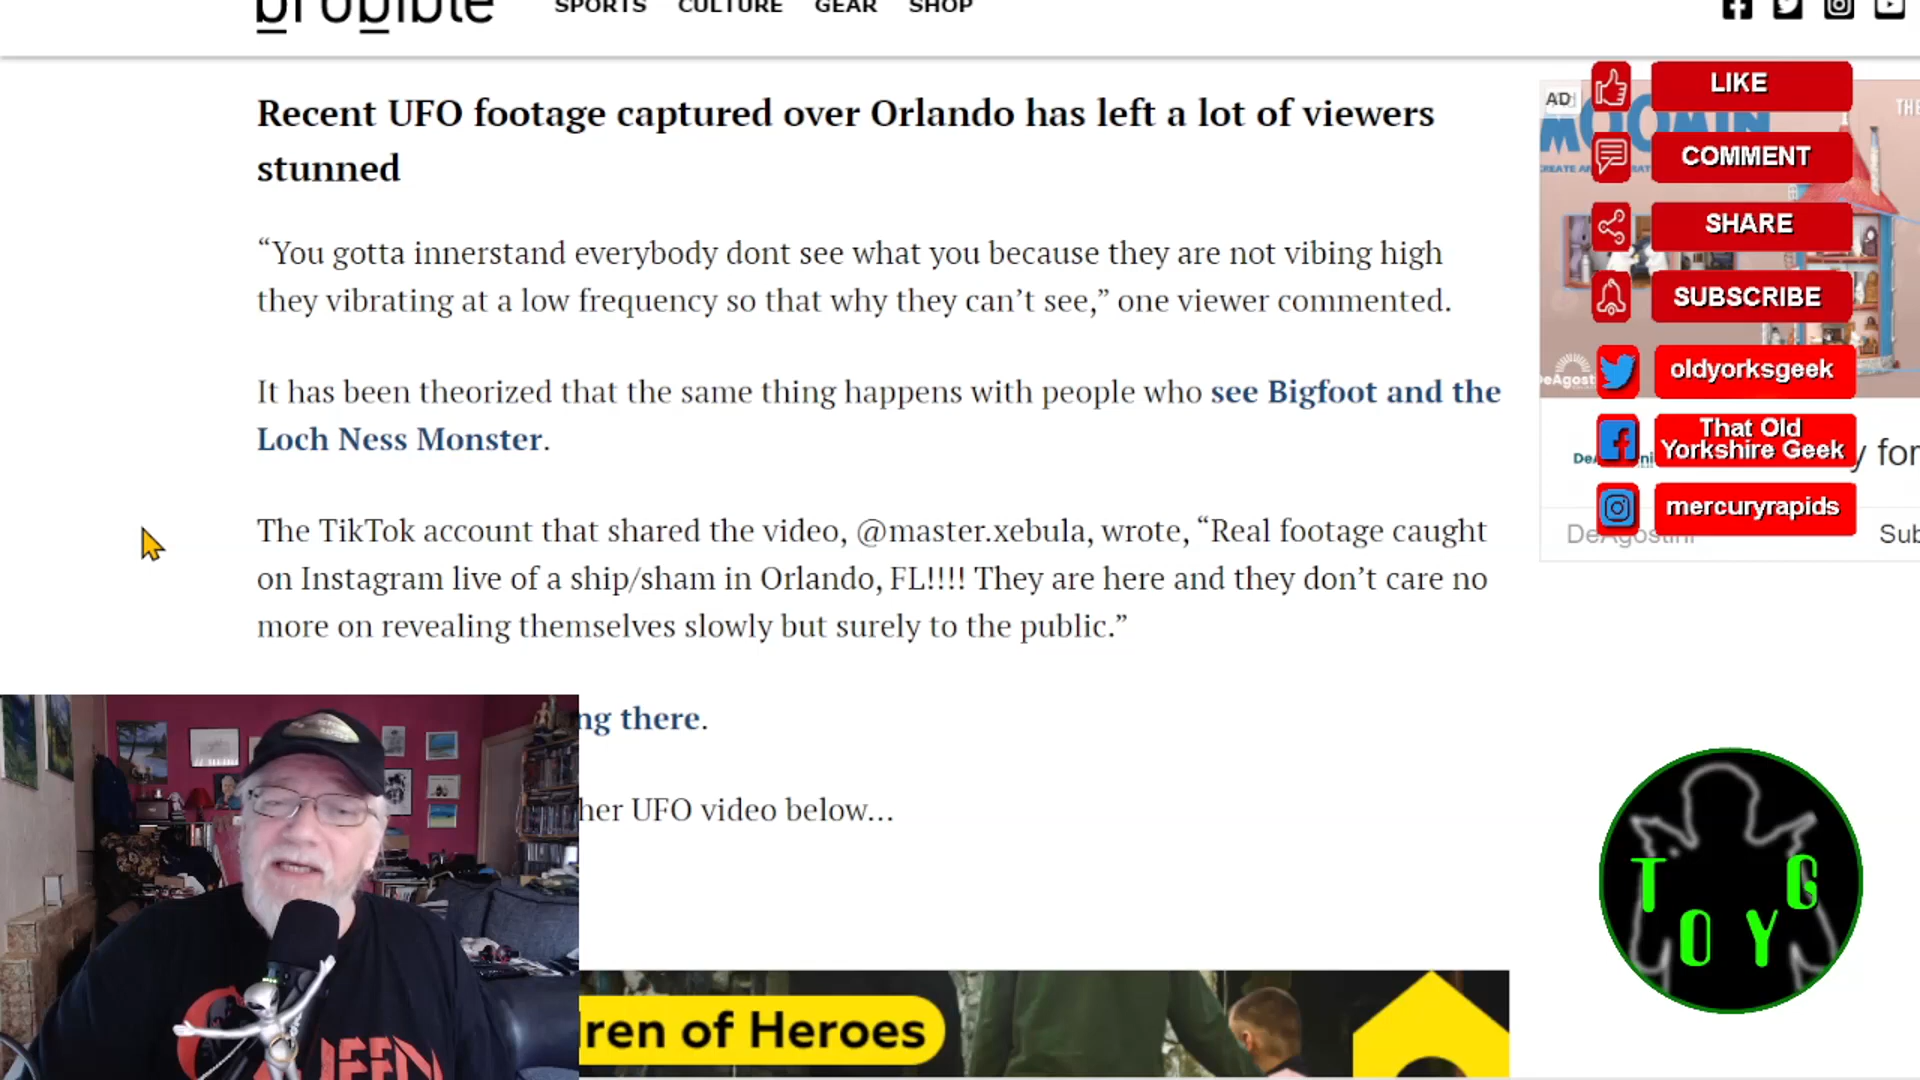 brobible
SPORTS CULTURE GEAR SHOP
Recent UFO footage captured over Orlando has left a lot of viewers
stunned
“You gotta innerstand everybody dont see what you because they are not vibing high
they vibrating at a low frequency so that why they can’t see,” one viewer commented.
It has been theorized that the same thing happens with people who see Bigfoot and the
Loch Ness Monster.
The TikTok account that shared the video, @master.xebula, wrote, “Real footage caught
on Instagram live of a ship/sham in Orlando, FL!!!! They are here and they don’t care no
more on revealing themselves slowly but surely to the public.”
ng there.
her UFO video below...
ren of Heroes
AD
MOOMIN
THE
LIKE
COMMENT
SHARE
SUBSCRIBE
oldyorksgeek
That Old
Yorkshire Geek
y for
mercuryrapids
DeAgostini
Sub
T O Y G
QUEEN